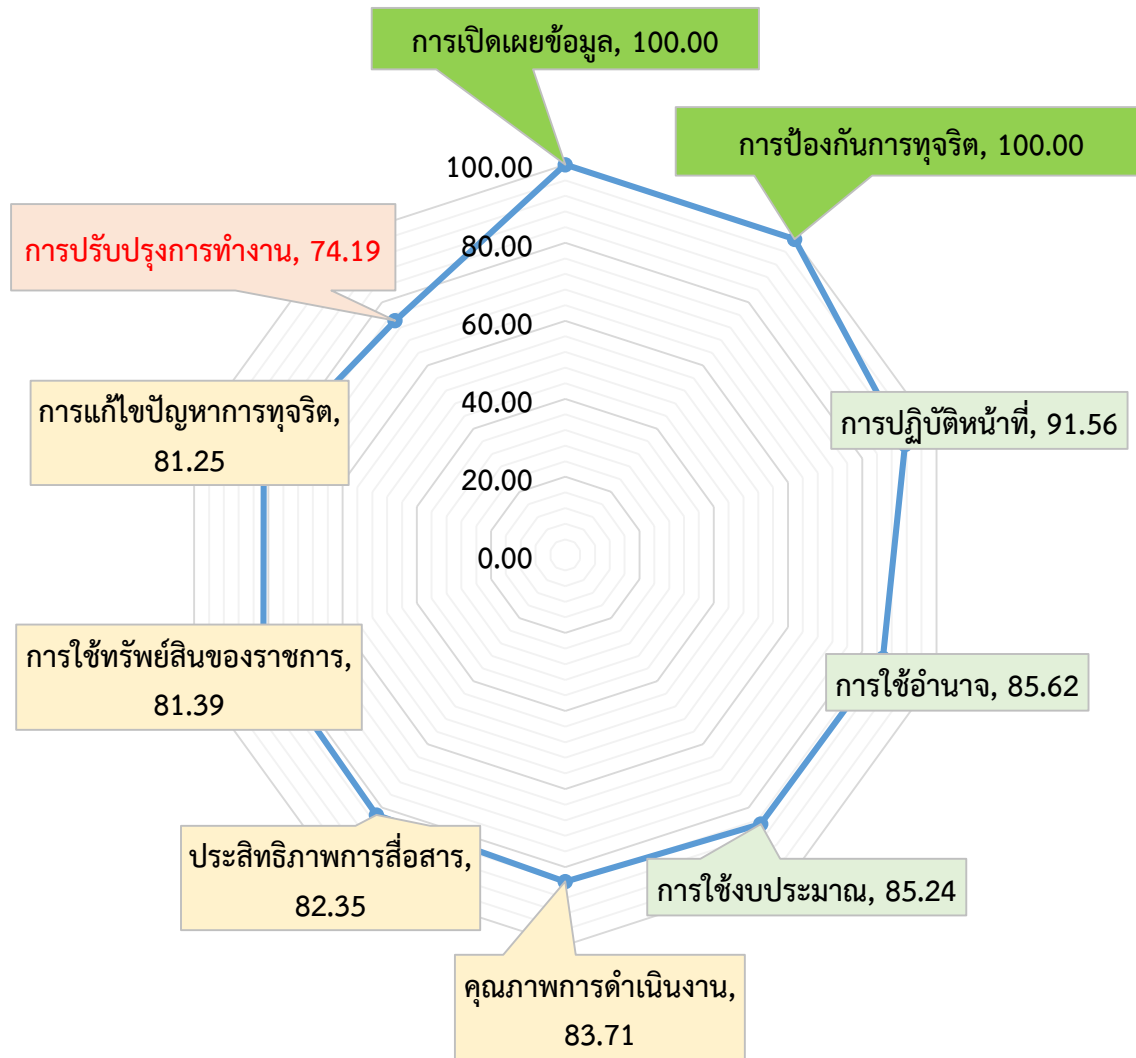 การเปิดเผยข้อมูล, 100.00
การป้องกันการทุจริต, 100.00
100.00
การปรับปรุงการทำงาน, 74.19
80.00
60.00
การแก้ไขปัญหาการทุจริต,
81.25
40.00
การปฏิบัติหน้าที่, 91.56
20.00
0.00
การใช้ทรัพย์สินของราชการ,
81.39
การใช้อำนาจ, 85.62
ประสิทธิภาพการสื่อสาร,
82.35
การใช้งบประมาณ, 85.24
คุณภาพการดำเนินงาน,
83.71